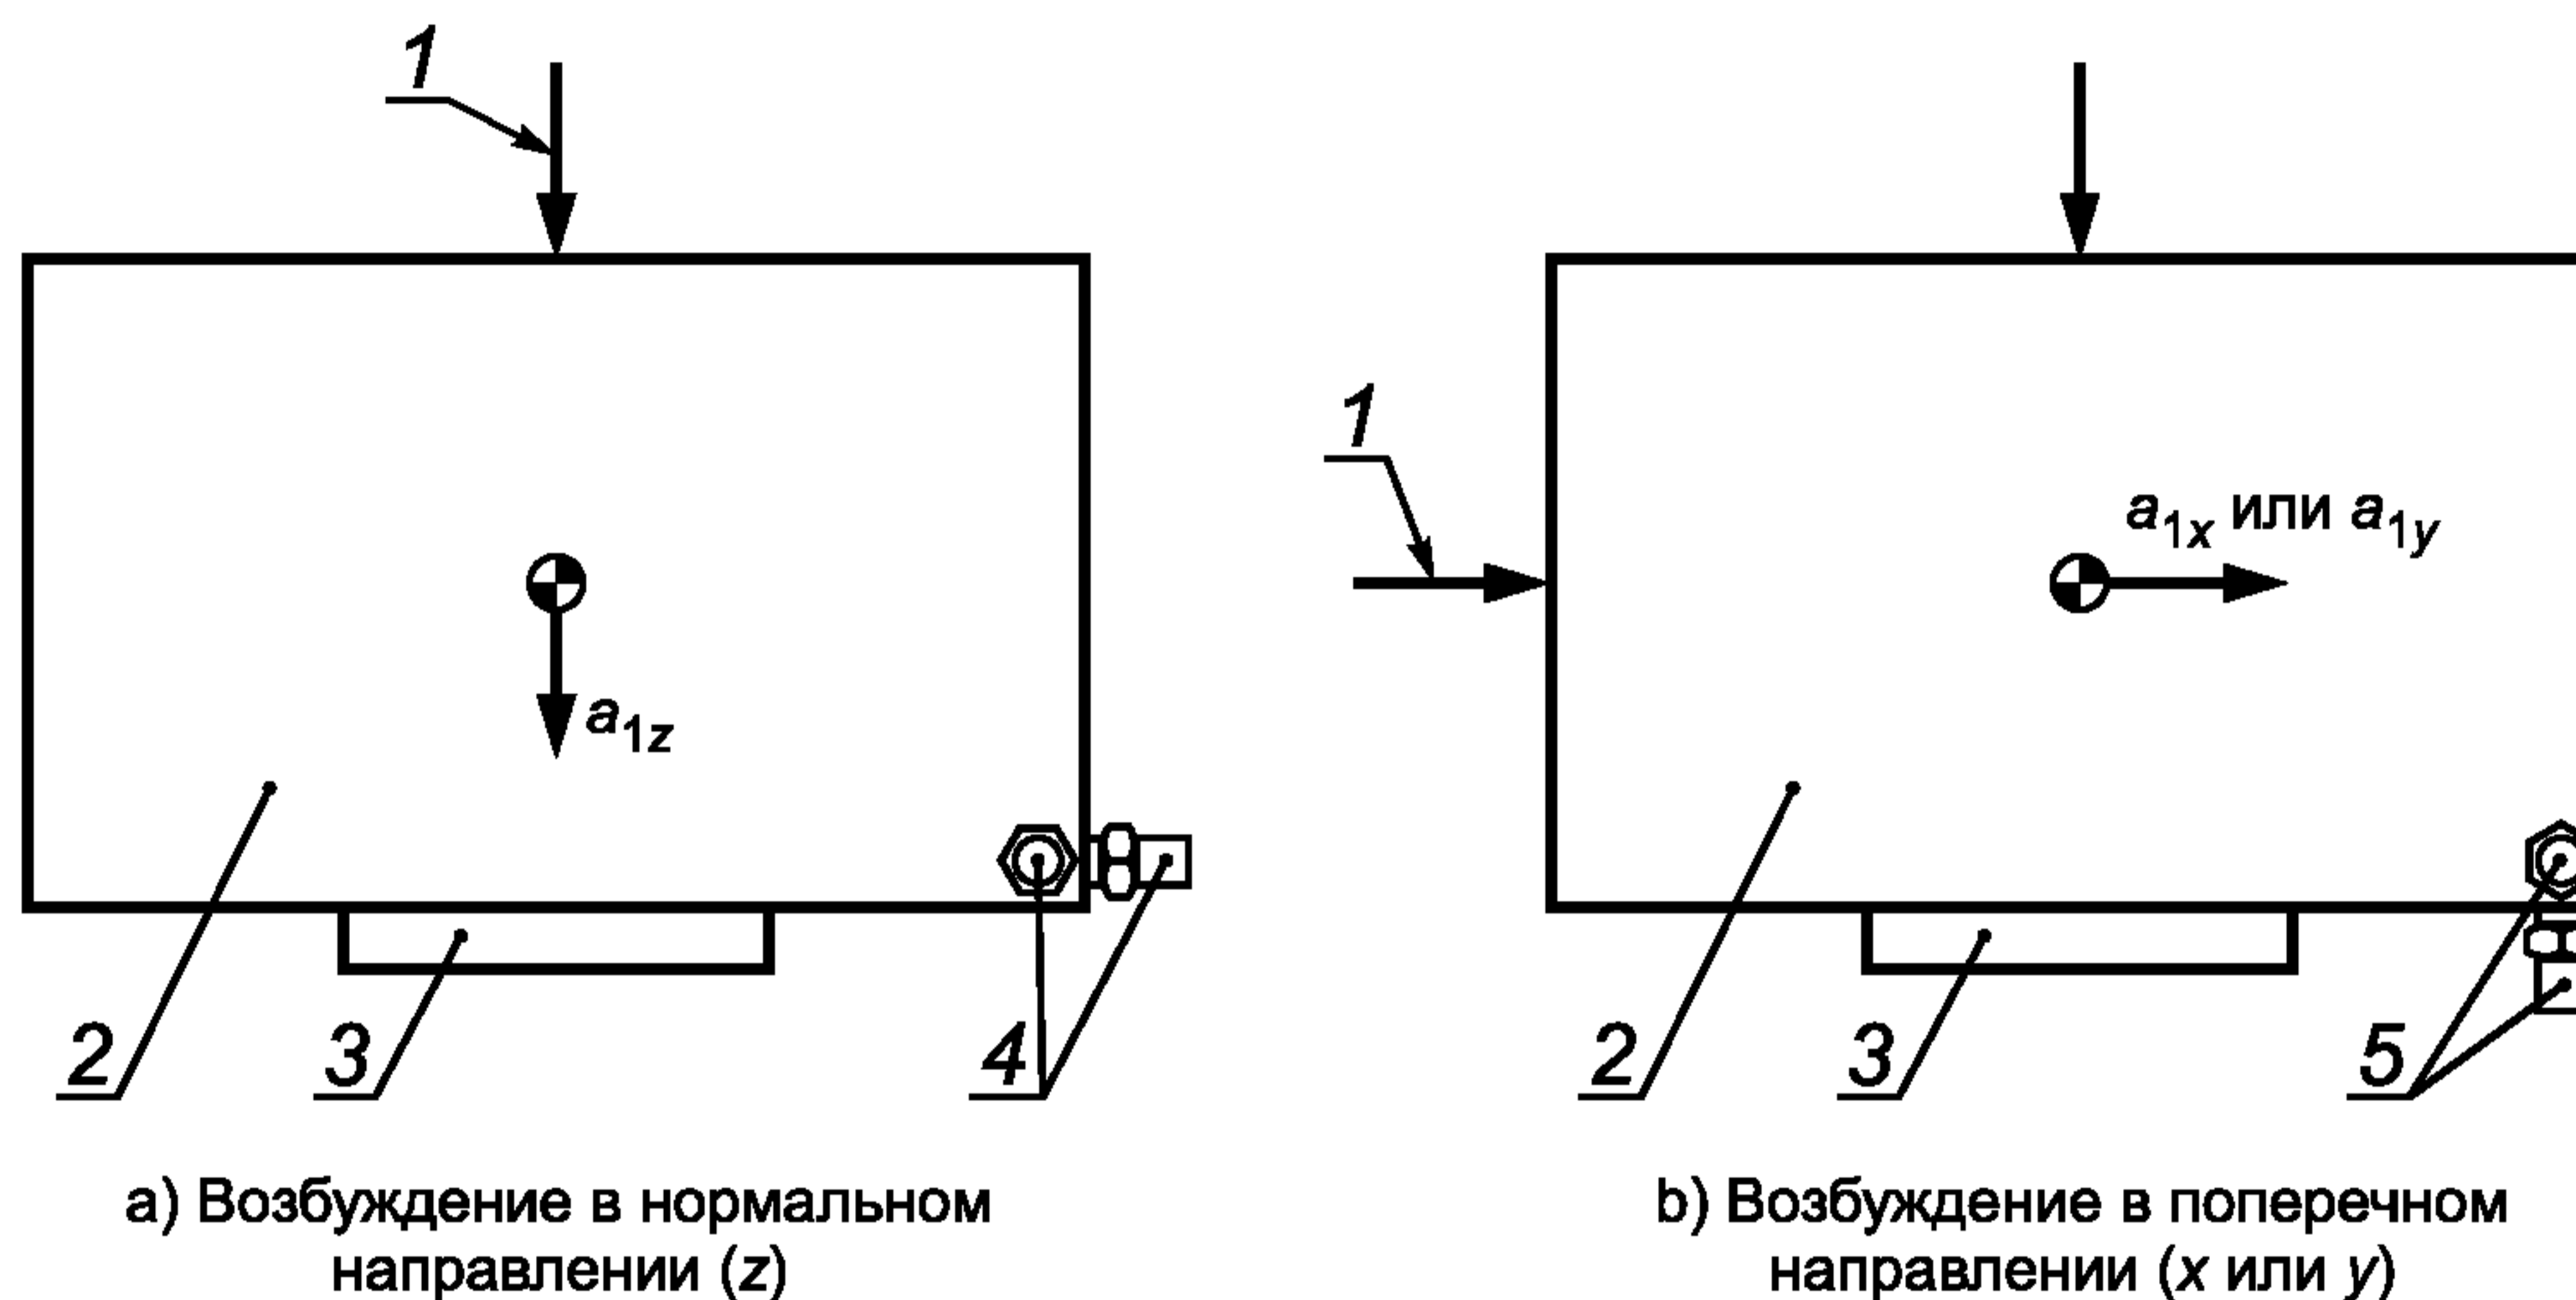 1
1
a1x или a1y
a1z
2
3
4
2
3
5
a) Возбуждение в нормальном
направлении (z)
b) Возбуждение в поперечном
направлении (x или y)